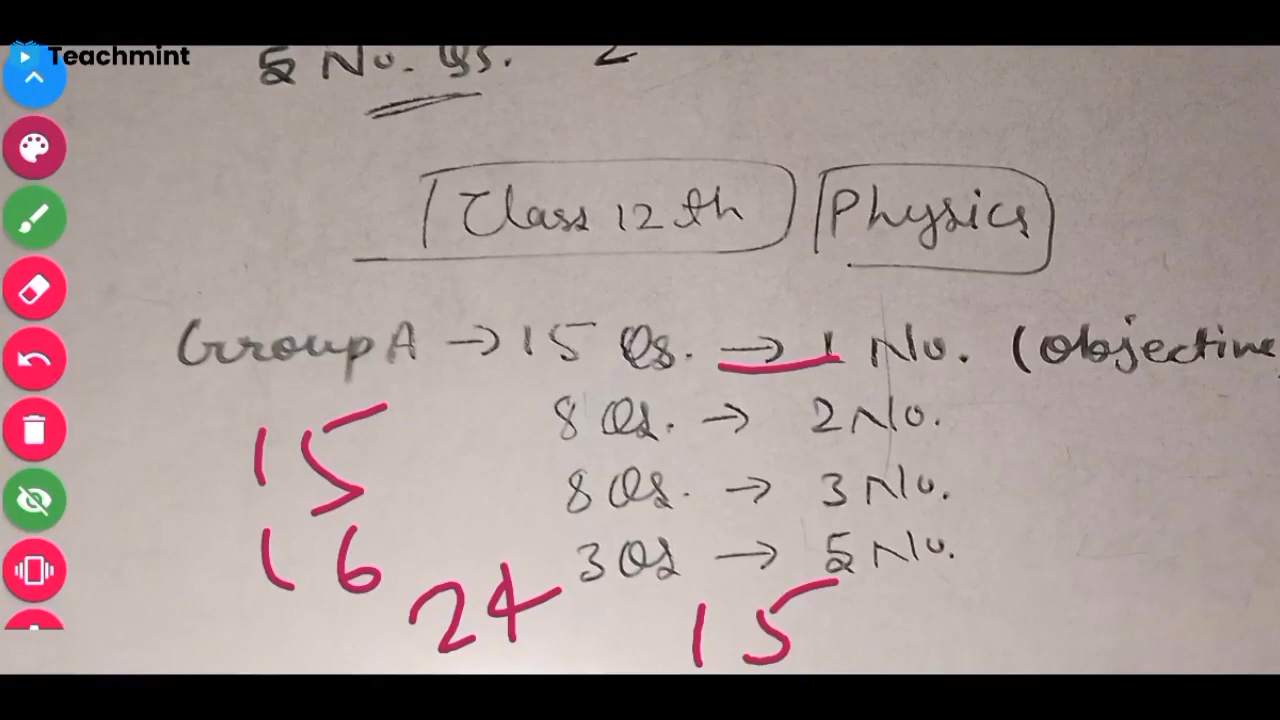 Teachmint
5 No. Qs. 2
Class 12th Physics
Group A → 15 Qs. → 1 No. (Objective
8 Qs. → 2 No.
15
8 Qs. → 3 No.
3 Qs → 5 No.
16
24
15